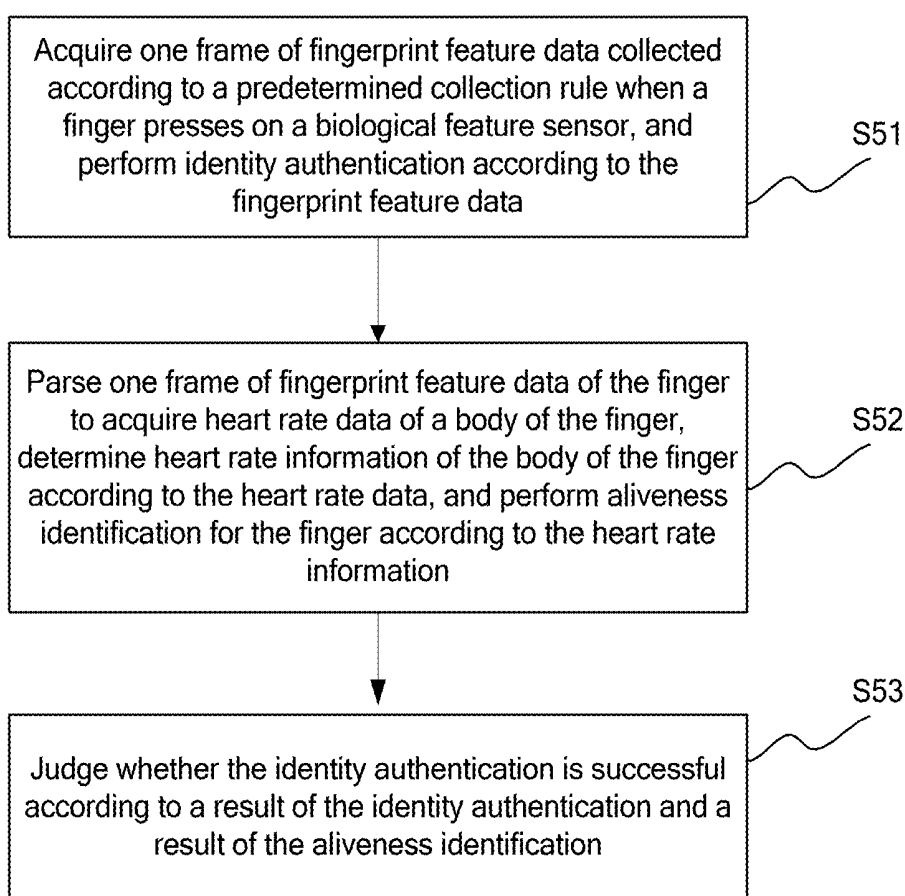 Acquire one frame of fingerprint feature data collected
according to a predetermined collection rule when a
finger presses on a biological feature sensor, and
perform identity authentication according to the
fingerprint feature data
S51
Parse one frame of fingerprint feature data of the finger
to acquire heart rate data of a body of the finger,
determine heart rate information of the body of the finger
according to the heart rate data, and perform aliveness
identification for the finger according to the heart rate
information
S52
Judge whether the identity authentication is successful
according to a result of the identity authentication and a
result of the aliveness identification
S53